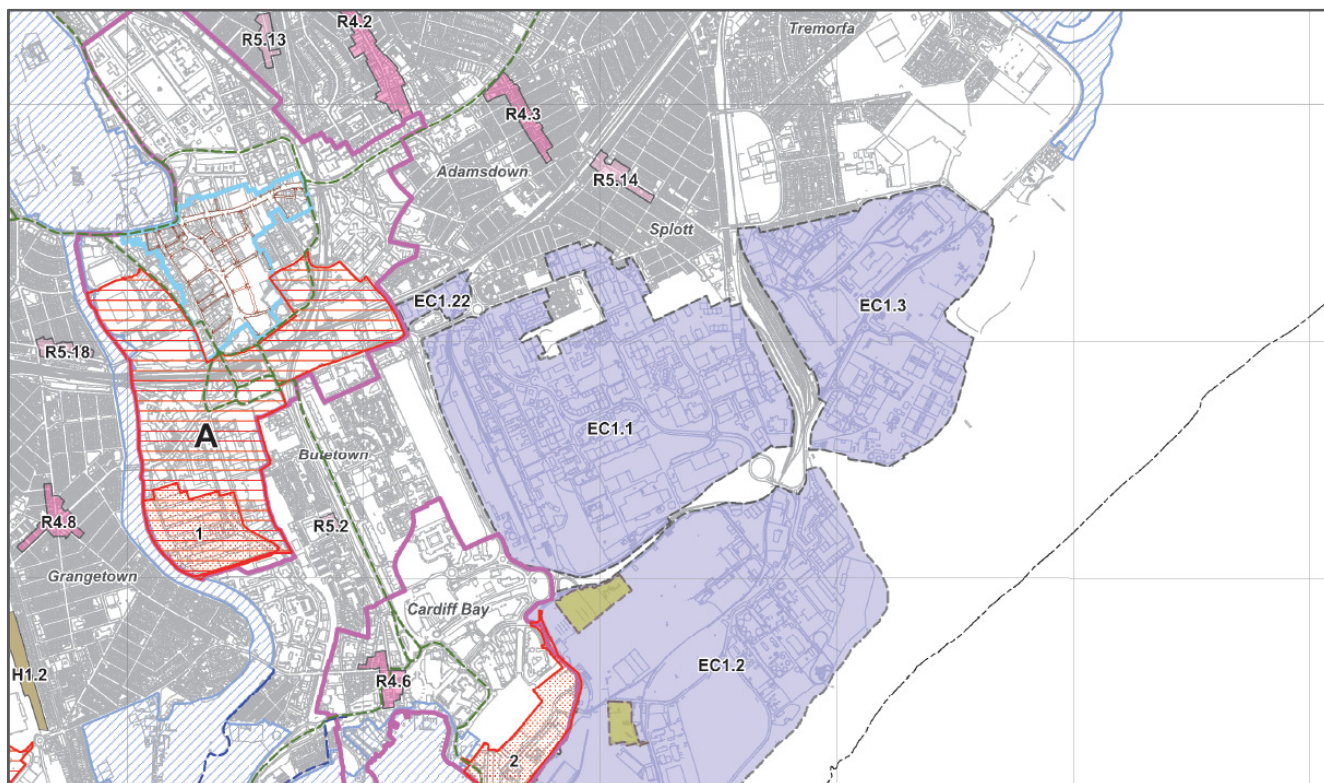 R4.2
R5.13
Tremorfa
R4.3
Adamsdown
R5.14
Splott
EC1.22
EC1.3
R5.18
EC1.1
A
Butetown
R4.8
R5.2
1
Grangetown
Cardiff Bay
EC1.2
H1.2
R4.6
2